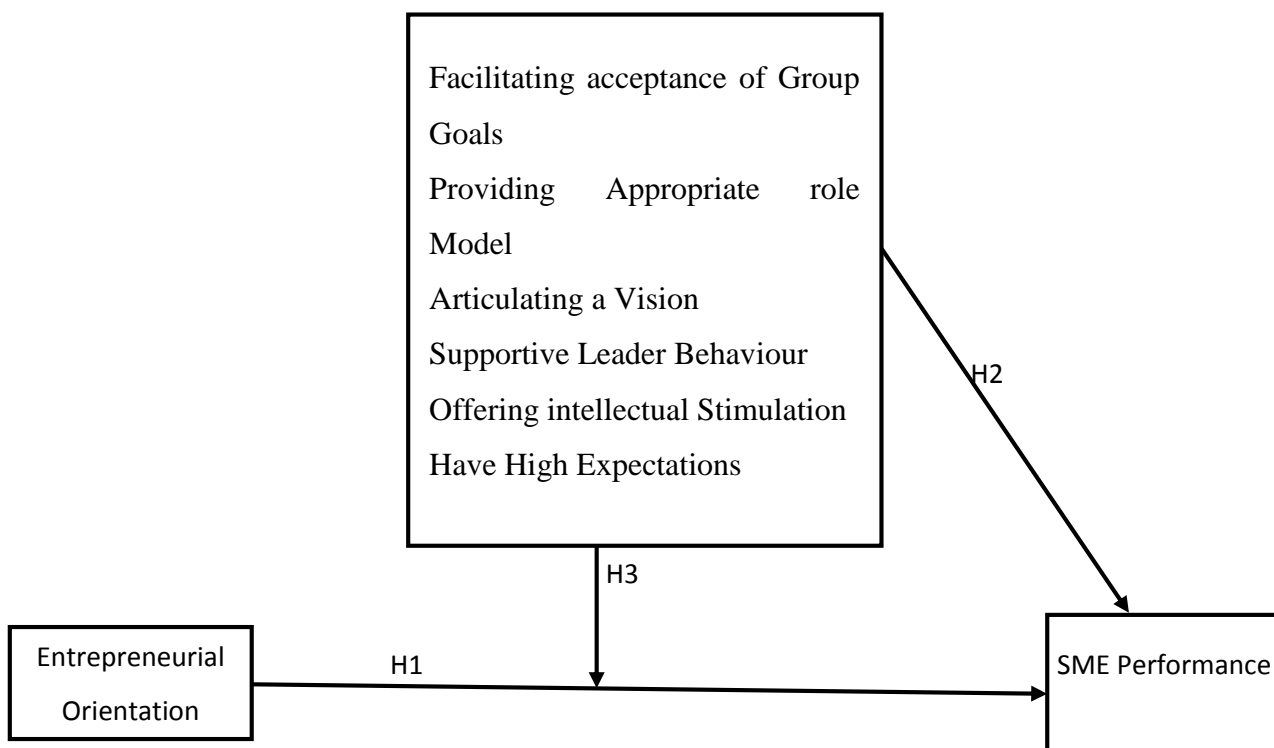 Facilitating acceptance of Group
Goals
Providing Appropriate role
Model
Articulating a Vision
Supportive Leader Behaviour
Offering intellectual Stimulation
Have High Expectations
H2
H3
H1
Entrepreneurial
Orientation
SME Performance